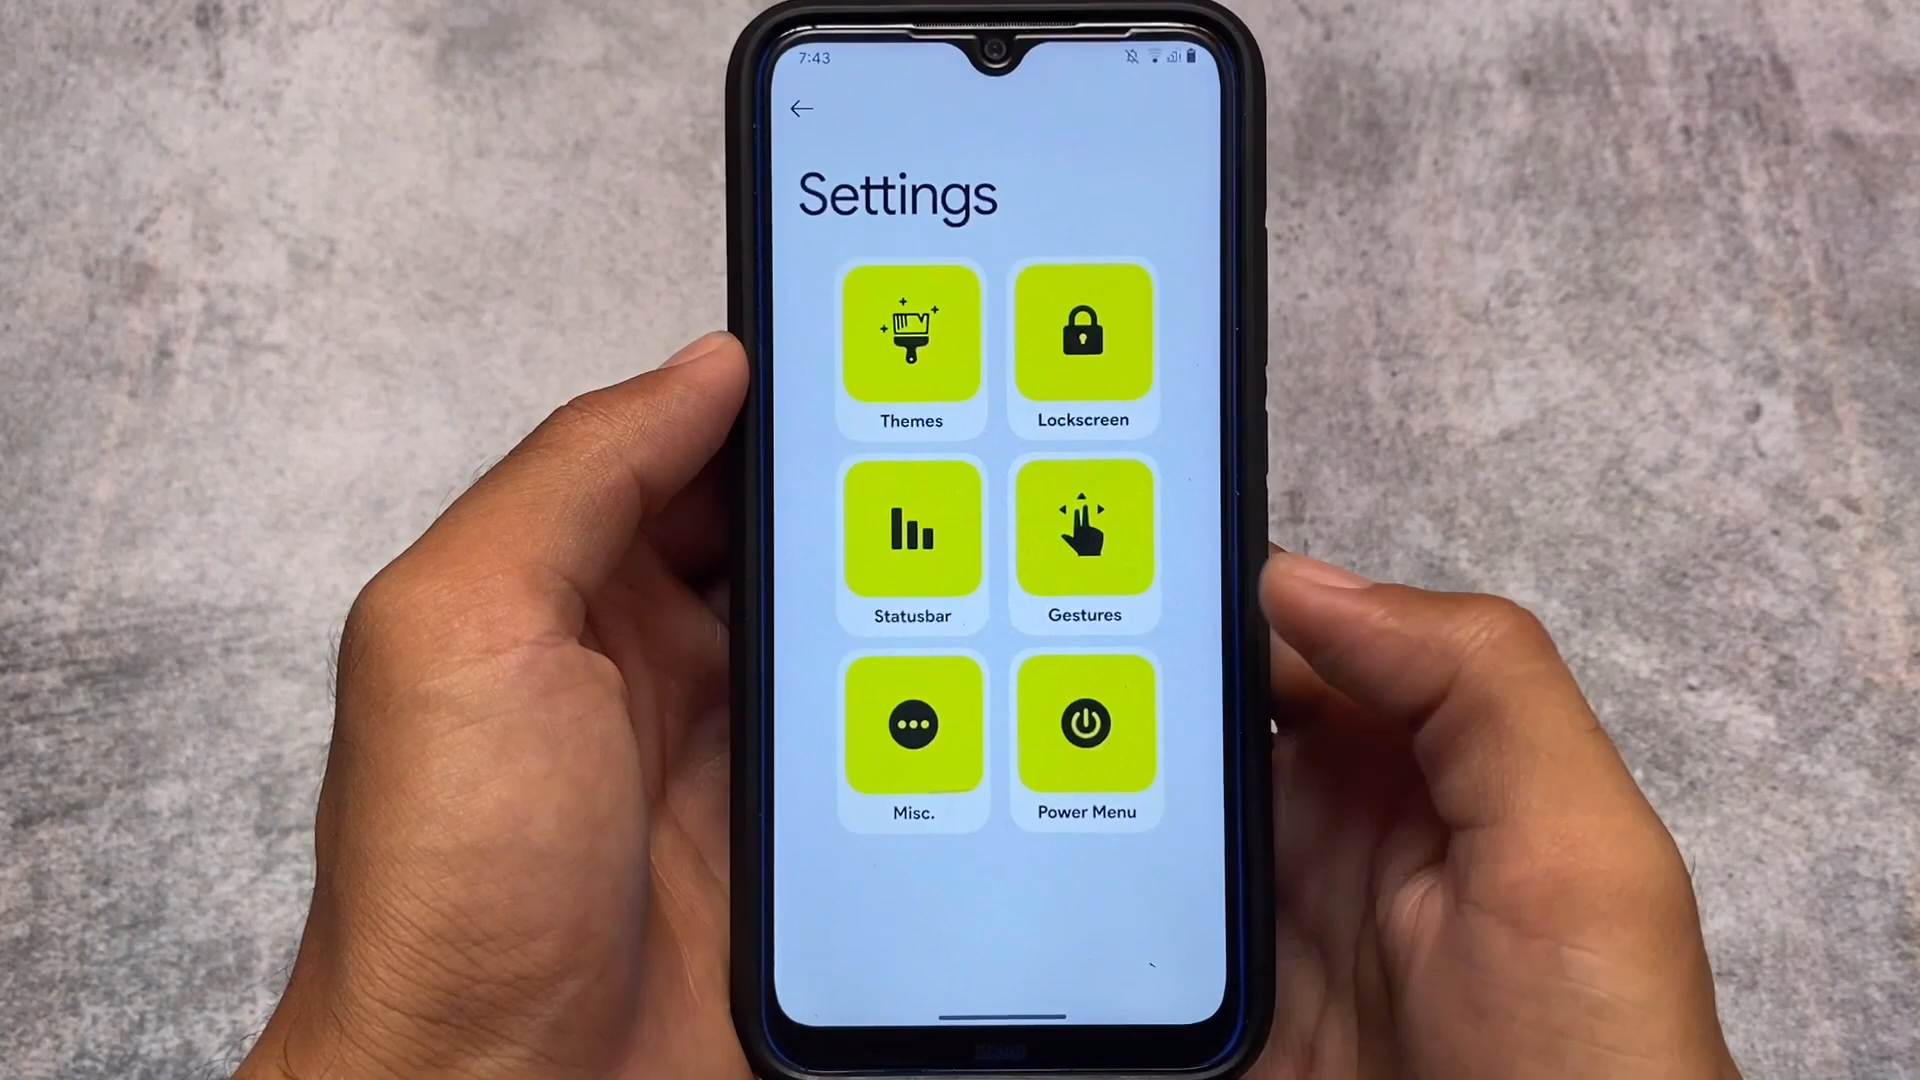 7:43
Settings
Themes
Lockscreen
Statusbar
Gestures
Misc.
Power Menu